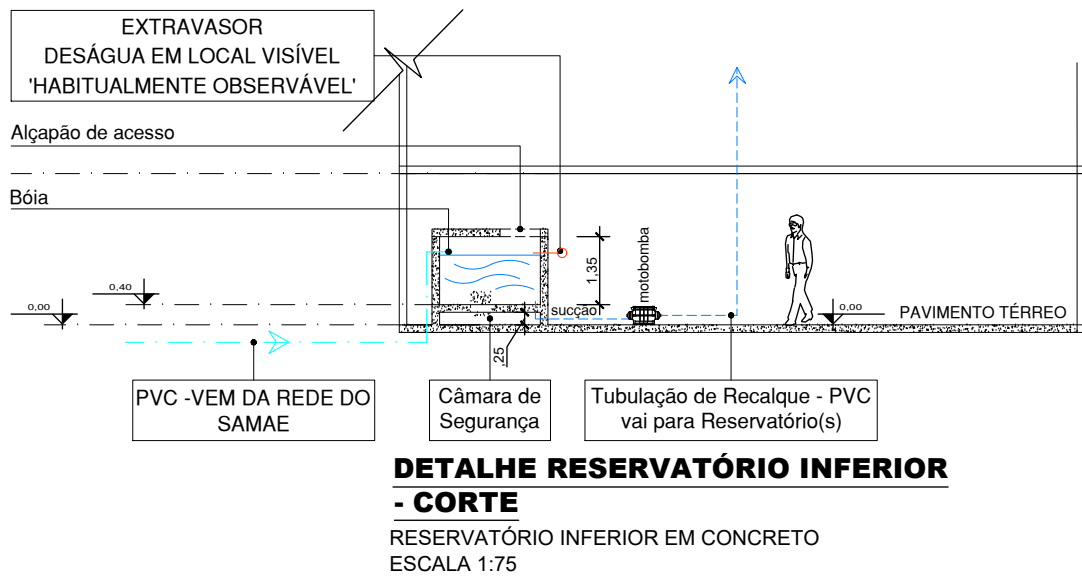 EXTRAVASOR
DESÁGUA EM LOCAL VISÍVEL
'HABITUALMENTE OBSERVÁVEL'
Alçapão de acesso
Bóia
1,35
motobomba
0,40
0,00
sucção
0,00
PAVIMENTO TÉRREO
,25
PVC -VEM DA REDE DO
SAMAE
Câmara de
Segurança
Tubulação de Recalque - PVC
vai para Reservatório(s)
DETALHE RESERVATÓRIO INFERIOR
- CORTE
RESERVATÓRIO INFERIOR EM CONCRETO
ESCALA 1:75